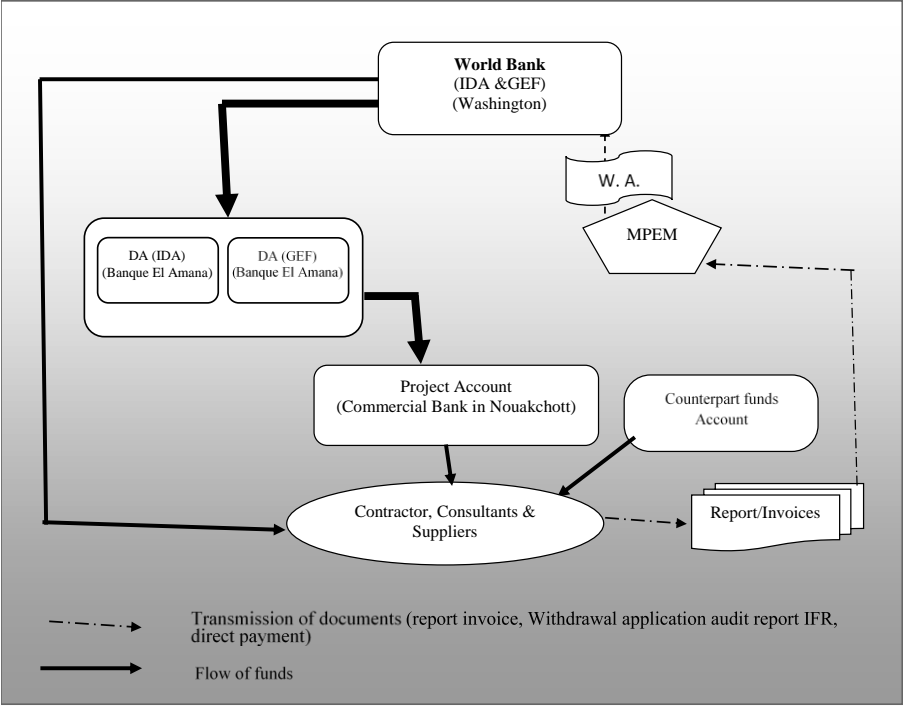 World Bank
(IDA &GEF)
(Washington)
W. A.
MPEM
DA (IDA)
(Banque El Amana)
DA (GEF)
(Banque El Amana)
Project Account
(Commercial Bank in Nouakchott)
Counterpart funds
Account
Contractor, Consultants &
Suppliers
Report/Invoices
Transmission of documents (report invoice, Withdrawal application audit report IFR,
direct payment)
Flow of funds